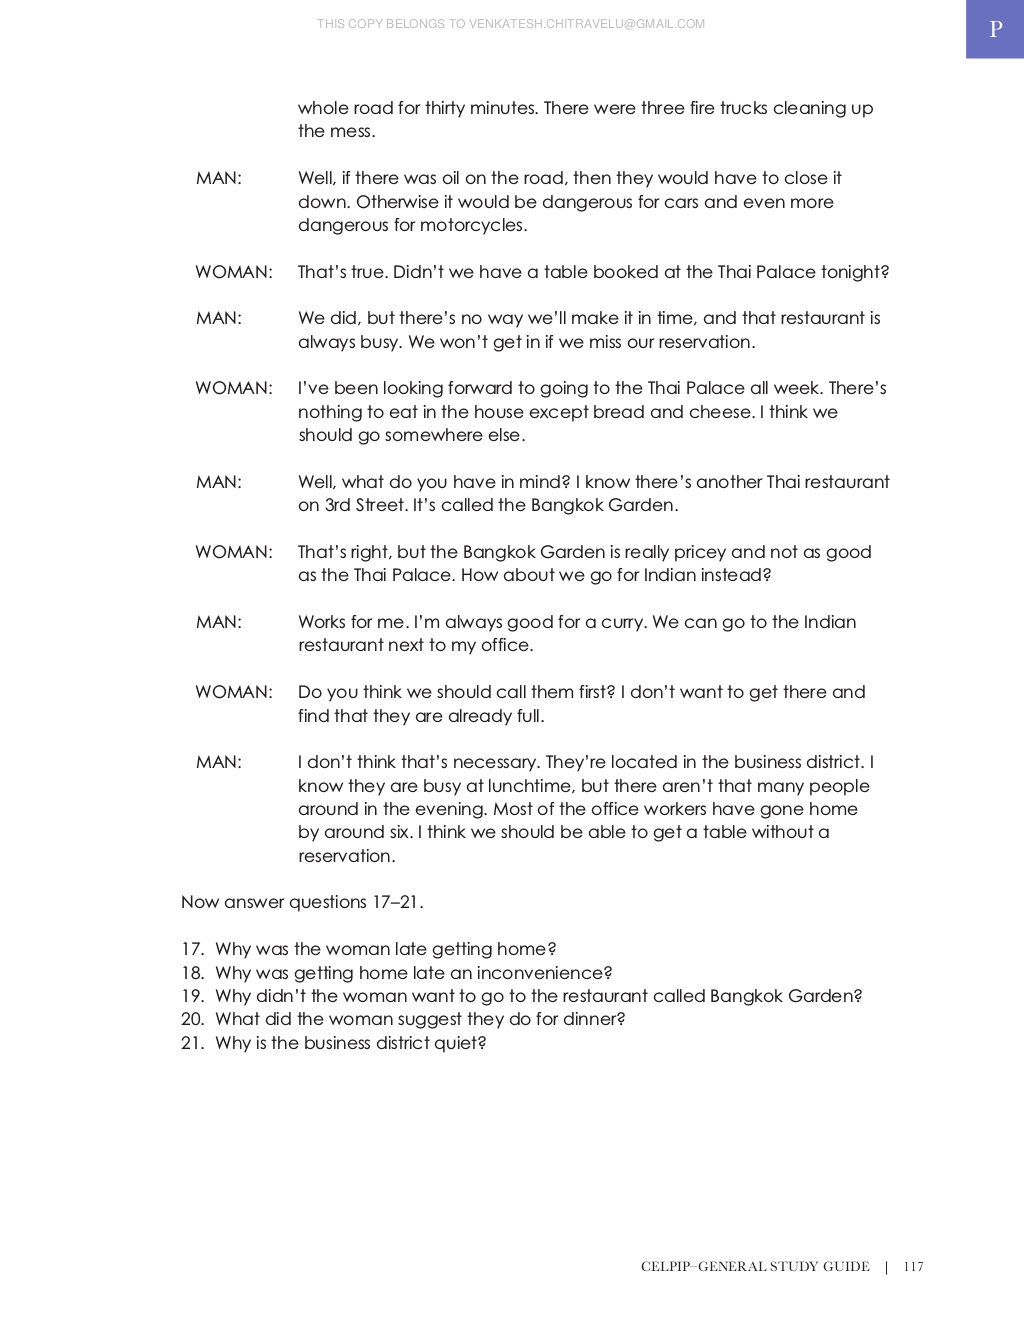 THIS COPY BELONGS TO VENKATESH.CHITRAVELU@GMAIL.COM
P
whole road for thirty minutes. There were three fire trucks cleaning up
the mess.
MAN: Well, if there was oil on the road, then they would have to close it
down. Otherwise it would be dangerous for cars and even more
dangerous for motorcycles.
WOMAN: That's true. Didn't we have a table booked at the Thai Palace tonight?
MAN: We did, but there's no way we'll make it in time, and that restaurant is
always busy. We won't get in if we miss our reservation.
WOMAN: I've been looking forward to going to the Thai Palace all week. There's
nothing to eat in the house except bread and cheese. I think we
should go somewhere else.
MAN: Well, what do you have in mind? I know there's another Thai restaurant
on 3rd Street. It's called the Bangkok Garden.
WOMAN: That's right, but the Bangkok Garden is really pricey and not as good
as the Thai Palace. How about we go for Indian instead?
MAN: Works for me. I'm always good for a curry. We can go to the Indian
restaurant next to my office.
WOMAN: Do you think we should call them first? I don't want to get there and
find that they are already full.
MAN: I don't think that's necessary. They're located in the business district. I
know they are busy at lunchtime, but there aren't that many people
around in the evening. Most of the office workers have gone home
by around six. I think we should be able to get a table without a
reservation.
Now answer questions 17–21.
17. Why was the woman late getting home?
18. Why was getting home late an inconvenience?
19. Why didn't the woman want to go to the restaurant called Bangkok Garden?
20. What did the woman suggest they do for dinner?
21. Why is the business district quiet?
CELPIP–GENERAL STUDY GUIDE | 117